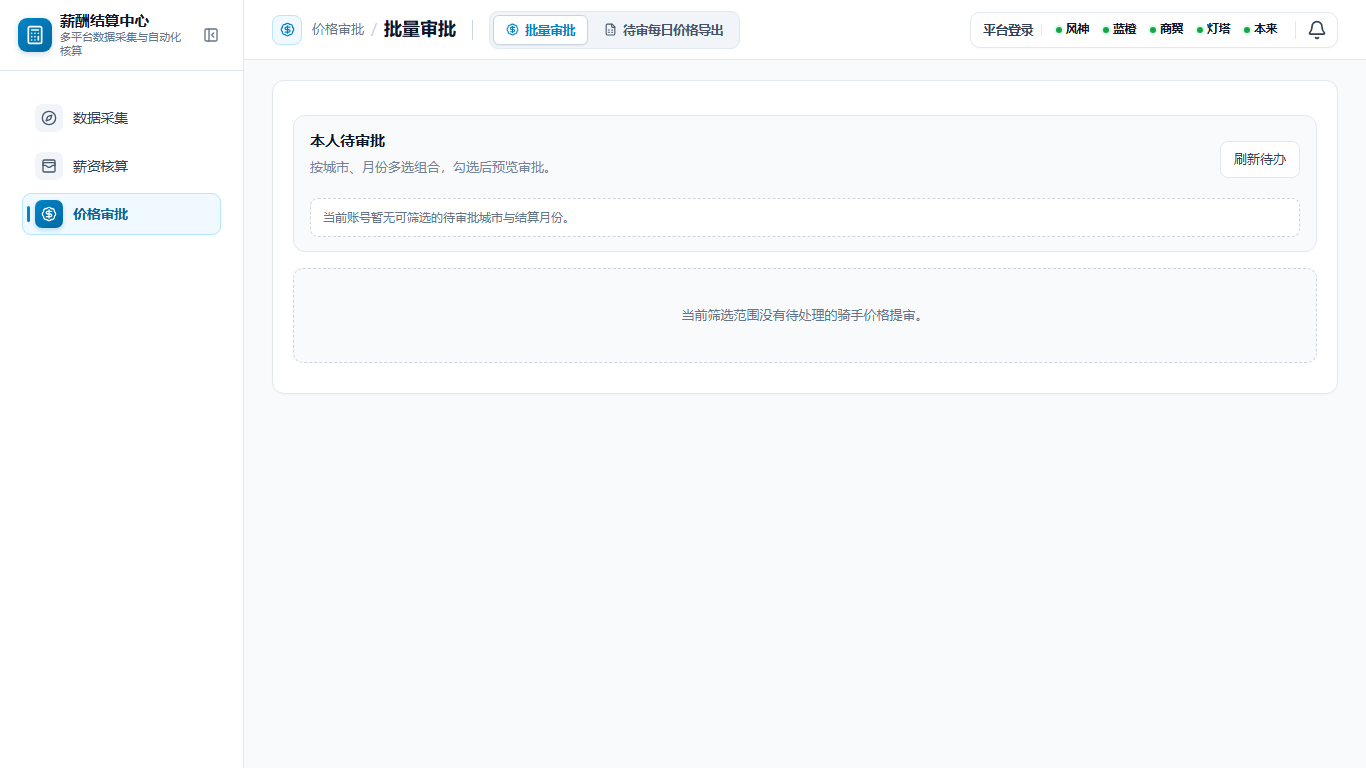 薪酬结算中心
多平台数据采集与自动化
核算
价格审批 / 批量审批
批量审批
待审每日价格导出
平台登录
风神
蓝橙
商翼
灯塔
本来
数据采集
薪资核算
价格审批
本人待审批
按城市、月份多选组合，勾选后预览审批。
刷新待办
当前账号暂无可筛选的待审批城市与结算月份。
当前筛选范围没有待处理的骑手价格提审。